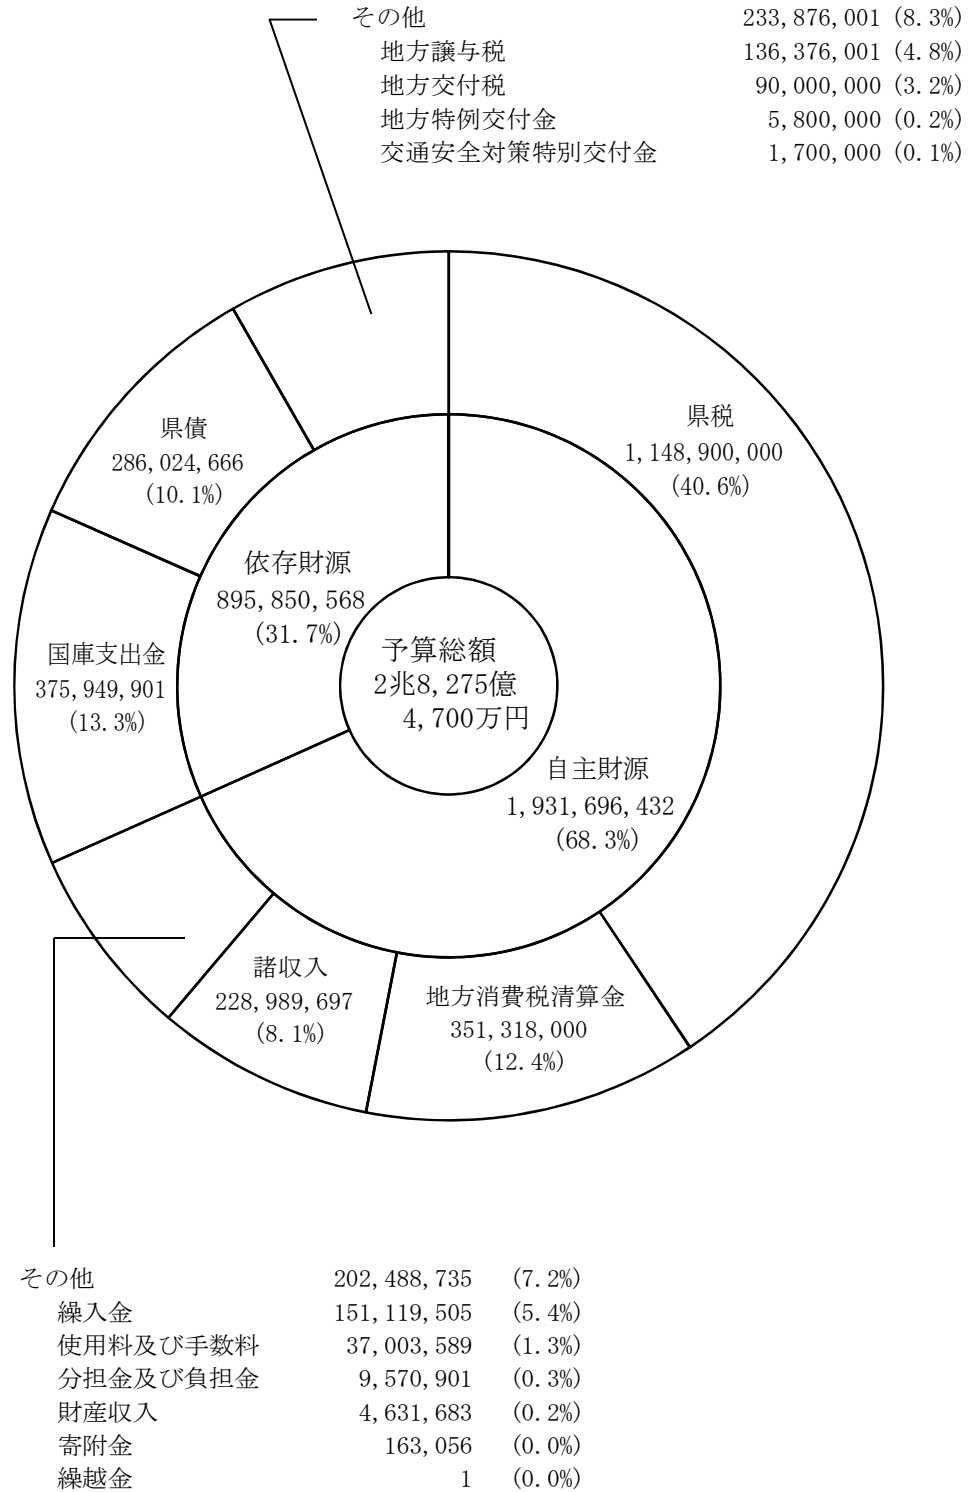 その他 233,876,001 (8.3%)
地方譲与税 136,376,001 (4.8%)
地方交付税 90,000,000 (3.2%)
地方特例交付金 5,800,000 (0.2%)
交通安全対策特別交付金 1,700,000 (0.1%)
県税
1,148,900,000
(40.6%)
県債
286,024,666
(10.1%)
依存財源
895,850,568
(31.7%)
予算総額
2兆8,275億
4,700万円
国庫支出金
375,949,901
(13.3%)
自主財源
1,931,696,432
(68.3%)
諸収入
228,989,697
(8.1%)
地方消費税清算金
351,318,000
(12.4%)
その他 202,488,735 (7.2%)
繰入金 151,119,505 (5.4%)
使用料及び手数料 37,003,589 (1.3%)
分担金及び負担金 9,570,901 (0.3%)
財産収入 4,631,683 (0.2%)
寄附金 163,056 (0.0%)
繰越金 1 (0.0%)